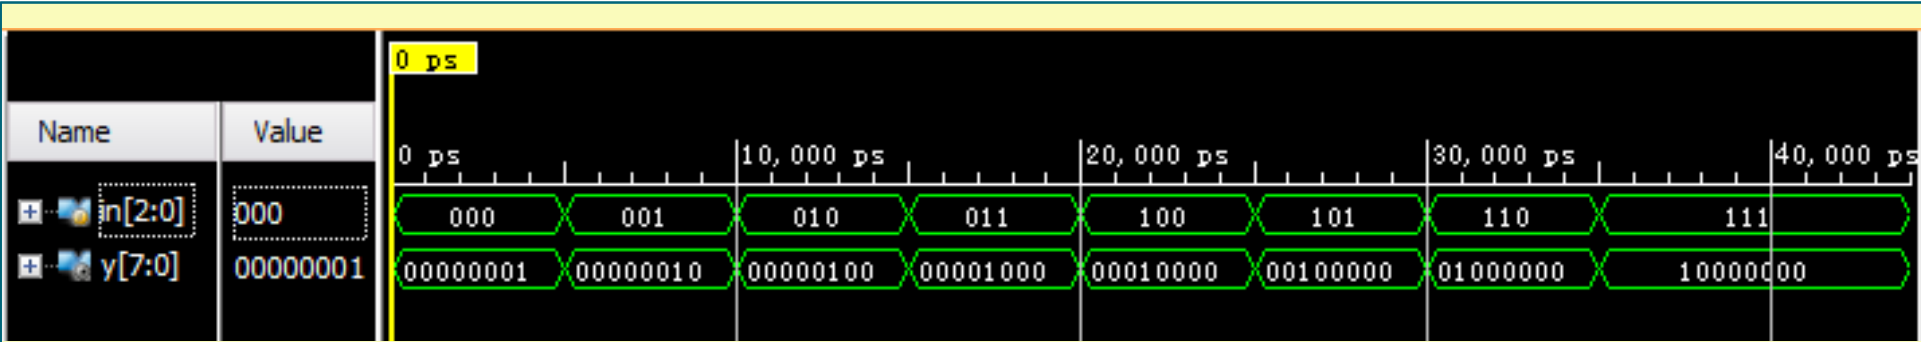 0 ps
Name Value
0 ps 10,000 ps 20,000 ps 30,000 ps 40,000 ps
in[2:0] 000 000 001 010 011 100 101 110 111
y[7:0] 00000001 00000001 00000010 00000100 00001000 00010000 00100000 01000000 10000000